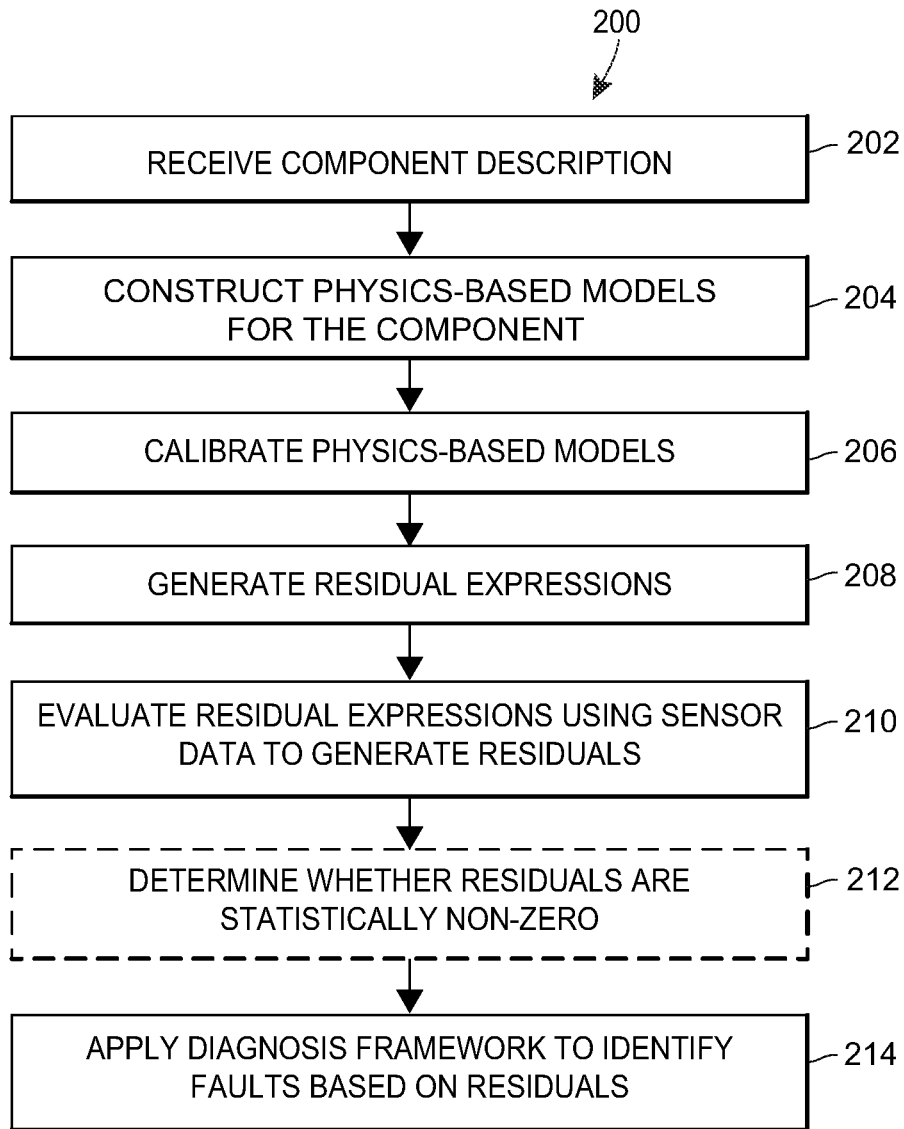 200
RECEIVE COMPONENT DESCRIPTION
202
CONSTRUCT PHYSICS-BASED MODELS
FOR THE COMPONENT
204
CALIBRATE PHYSICS-BASED MODELS
206
GENERATE RESIDUAL EXPRESSIONS
208
EVALUATE RESIDUAL EXPRESSIONS USING SENSOR
DATA TO GENERATE RESIDUALS
210
DETERMINE WHETHER RESIDUALS ARE
STATISTICALLY NON-ZERO
212
APPLY DIAGNOSIS FRAMEWORK TO IDENTIFY
FAULTS BASED ON RESIDUALS
214